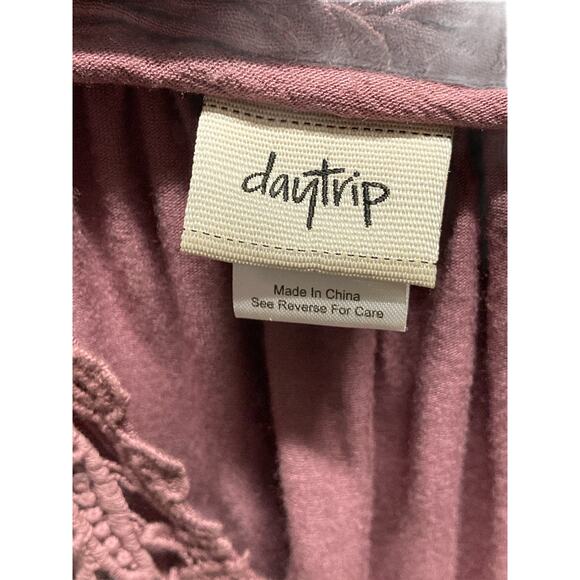 daytrip
Made In China
See Reverse For Care